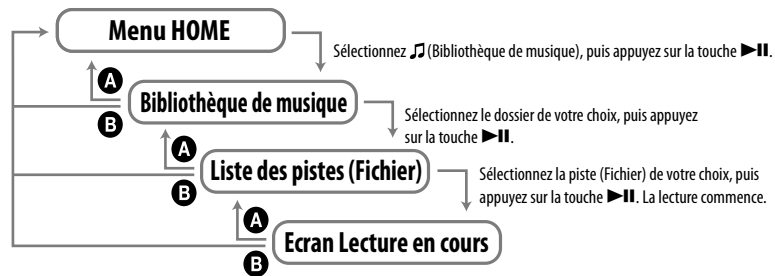 Menu HOME
Sélectionnez ♫ (Bibliothèque de musique), puis appuyez sur la touche ►II.
A
Bibliothèque de musique
B
Sélectionnez le dossier de votre choix, puis appuyez
sur la touche ►II.
A
Liste des pistes (Fichier)
B
Sélectionnez la piste (Fichier) de votre choix, puis
appuyez sur la touche ►II. La lecture commence.
A
Ecran Lecture en cours
B